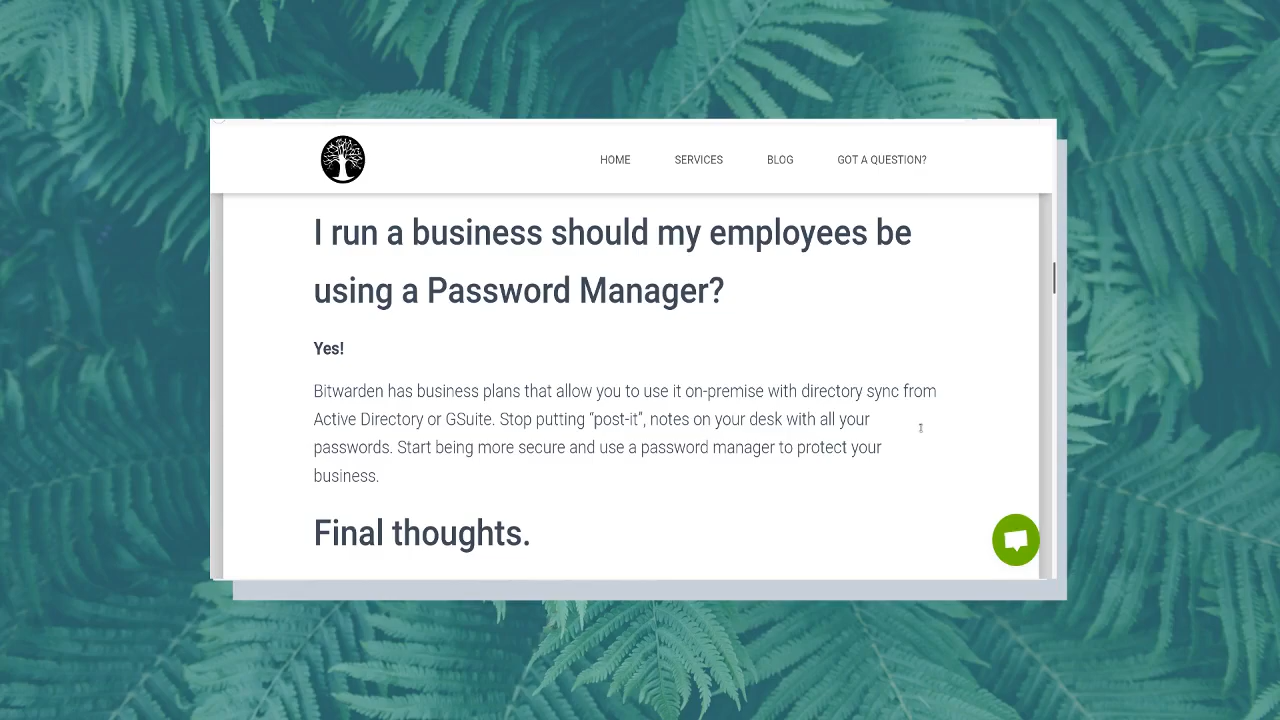 HOME SERVICES BLOG GOT A QUESTION?
I run a business should my employees be
using a Password Manager?
Yes!
Bitwarden has business plans that allow you to use it on-premise with directory sync from
Active Directory or GSuite. Stop putting “post-it”, notes on your desk with all your
passwords. Start being more secure and use a password manager to protect your
business.
Final thoughts.